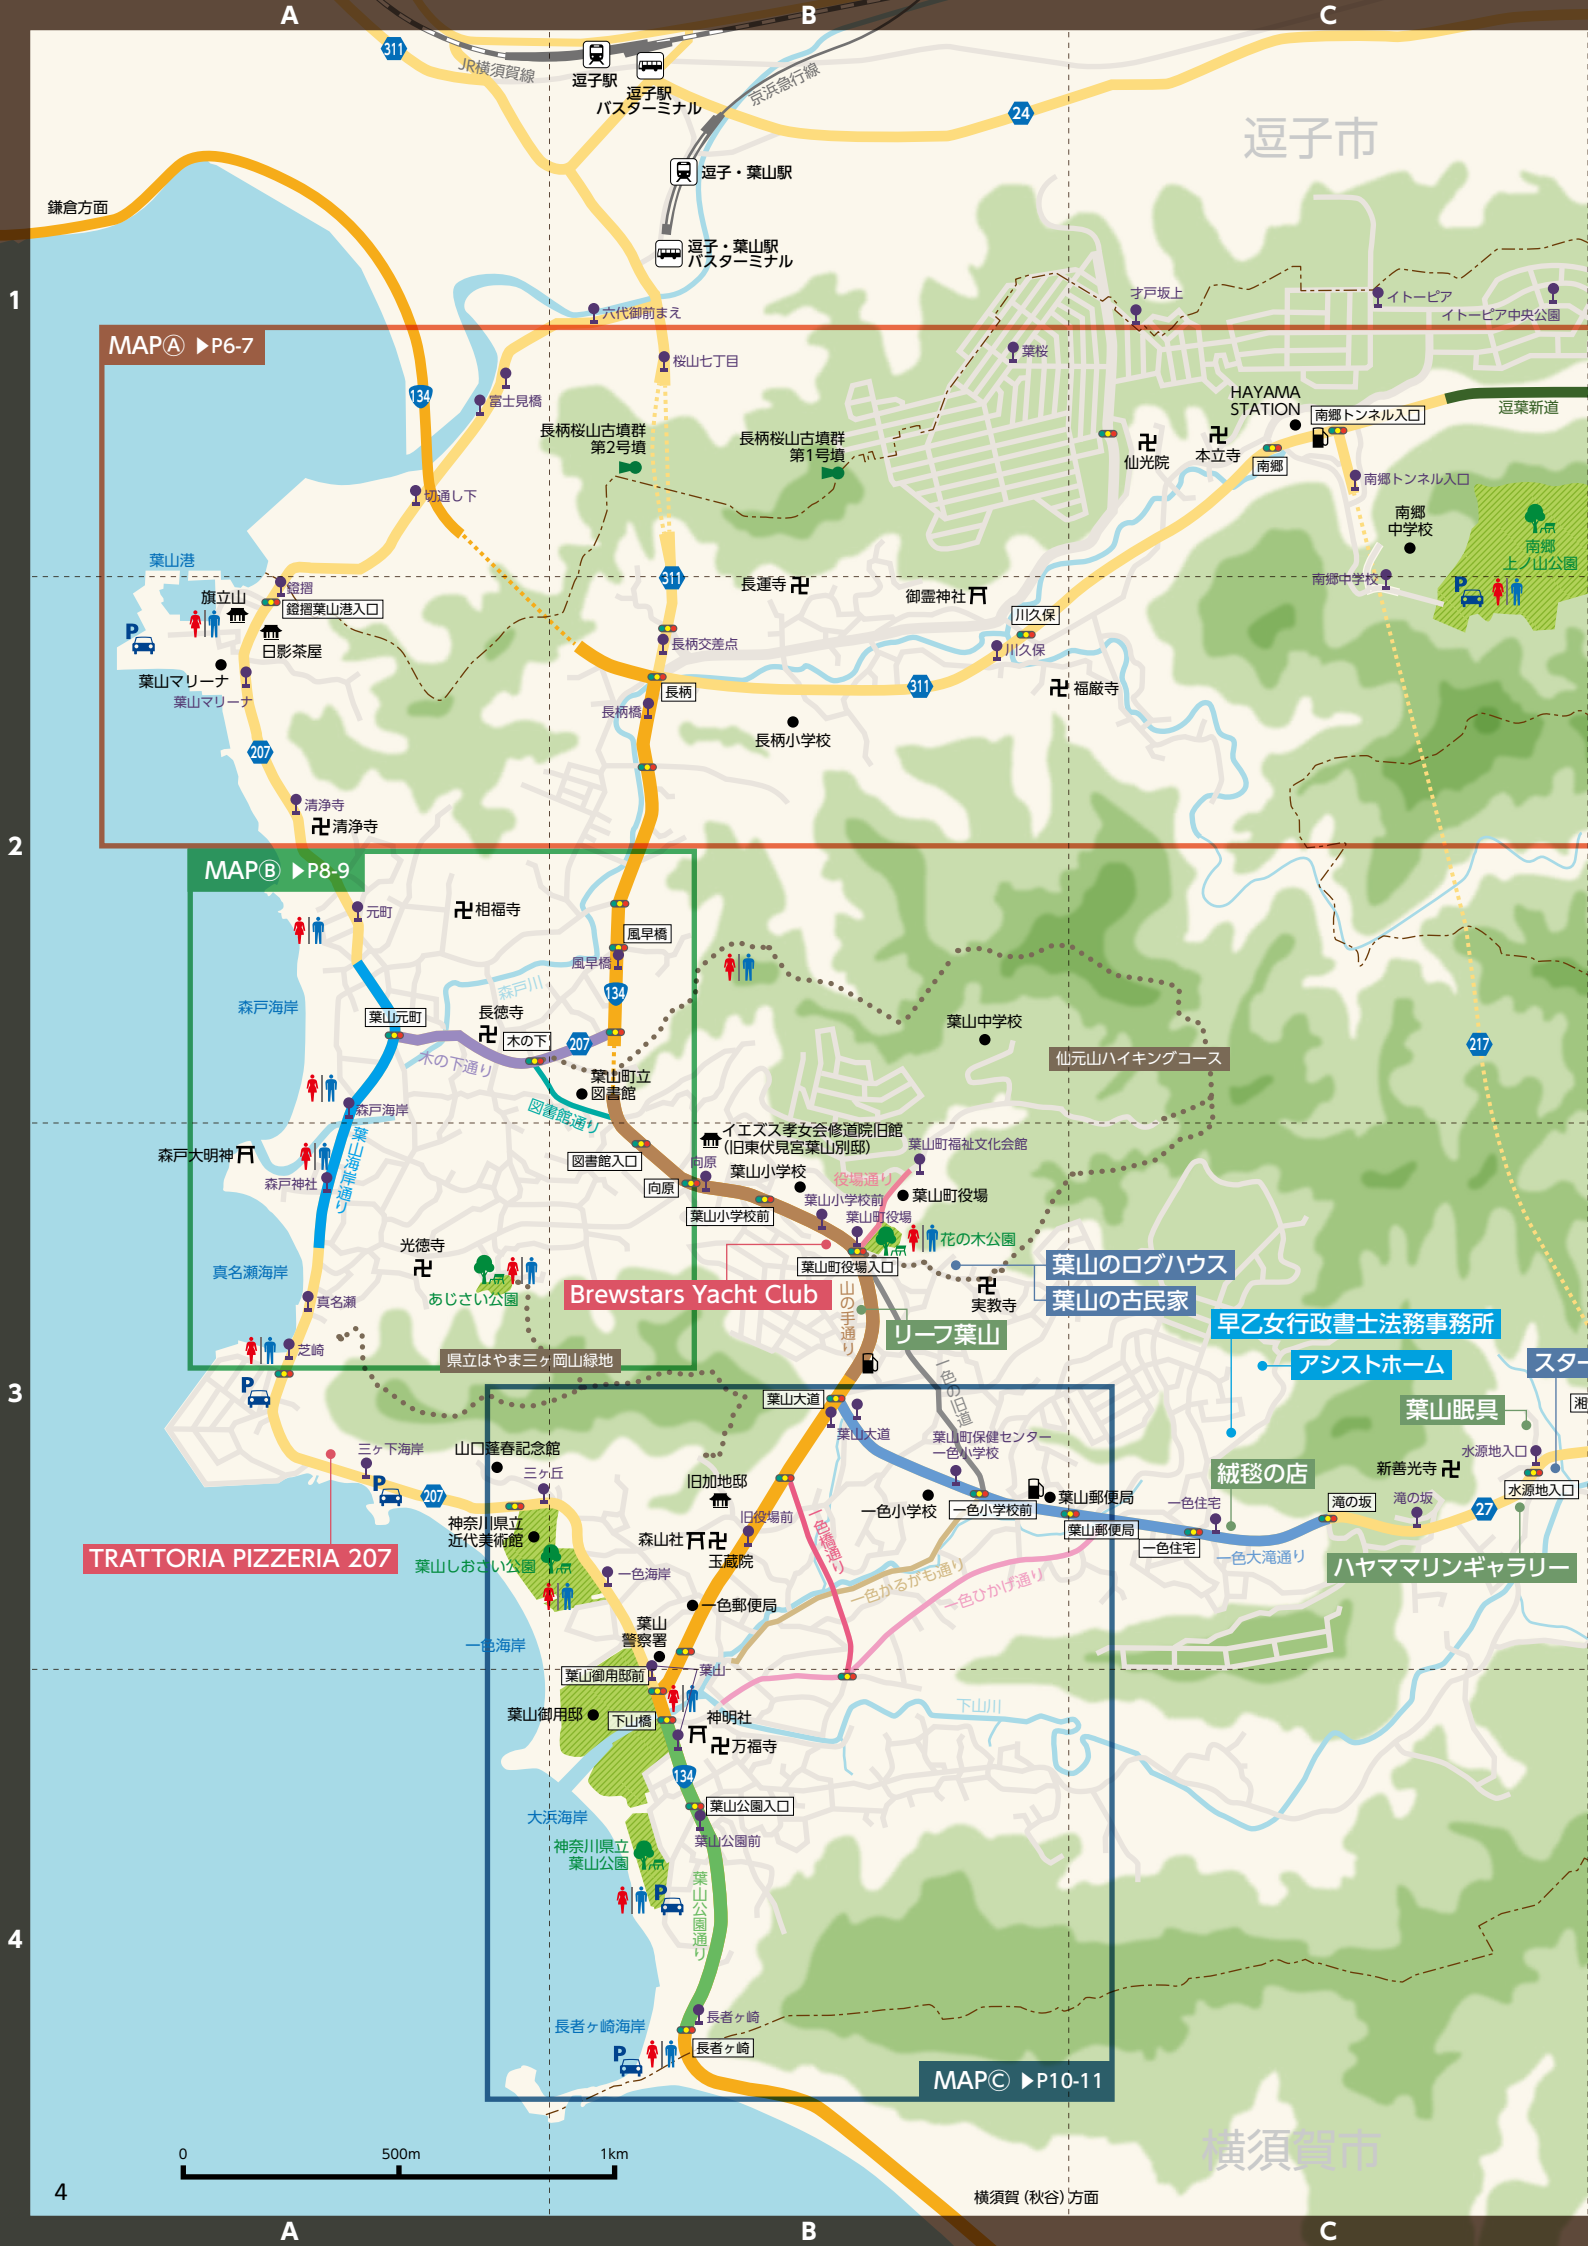 A
B
C
311
JR横須賀線
逗子駅
逗子駅
バスターミナル
京浜急行線
24
逗子市
逗子・葉山駅
鎌倉方面
逗子・葉山駅
バスターミナル
1
六代御前まえ
才戸坂上
イトーピア
イトーピア中央公園
MAPⒶ ▶P6-7
桜山七丁目
葉桜
134
富士見橋
HAYAMA
STATION
南郷トンネル入口
逗葉新道
長柄桜山古墳群
第2号墳
長柄桜山古墳群
第1号墳
仙光院
本立寺
南郷
切通し下
南郷トンネル入口
南郷
中学校
葉山港
南郷
上ノ山公園
鐙摺
311
長運寺
御霊神社
南郷中学校
P
旗立山
鐙摺葉山港入口
川久保
P
日影茶屋
長柄交差点
川久保
葉山マリーナ
葉山マリーナ
長柄
311
福厳寺
長柄橋
207
長柄小学校
清浄寺
清浄寺
2
MAPⒷ ▶P8-9
元町
相福寺
風早橋
風早橋
森戸川
134
森戸海岸
葉山元町
長徳寺
木の下
207
葉山中学校
217
仙元山ハイキングコース
木の下通り
葉山町立
図書館
図書館通り
森戸海岸
葉山海岸通り
イエズス孝女会修道院旧館
(旧東伏見宮葉山別邸)
葉山町福祉文化会館
森戸大明神
図書館入口
向原
葉山小学校
役場通り
森戸神社
向原
葉山小学校前
葉山町役場
葉山小学校前
葉山町役場
花の木公園
光徳寺
真名瀬海岸
葉山町役場入口
葉山のログハウス
あじさい公園
真名瀬
Brewstars Yacht Club
山の手通り
実教寺
葉山の古民家
早乙女行政書士法務事務所
リーフ葉山
芝崎
県立はやま三ヶ岡山緑地
アシストホーム
スター
P
一色の旧道
3
葉山大道
葉山眠具
湘
葉山大道
三ヶ下海岸
山口蓬春記念館
葉山町保健センター
一色小学校
水源地入口
三ヶ丘
旧加地邸
絨毯の店
新善光寺
P
207
一色小学校
一色小学校前
葉山郵便局
水源地入口
滝の坂
滝の坂
27
神奈川県立
近代美術館
旧役場前
一色橋通り
一色住宅
葉山郵便局
一色住宅
一色大滝通り
TRATTORIA PIZZERIA 207
森山社
玉蔵院
葉山しおさい公園
一色海岸
一色かるがも通り
一色ひかげ通り
ハヤママリンギャラリー
一色郵便局
葉山
警察署
一色海岸
葉山御用邸前
葉山
葉山御用邸
下山橋
神明社
下山川
万福寺
134
葉山公園入口
大浜海岸
葉山公園前
神奈川県立
葉山公園
P
葉山公園通り
4
長者ヶ崎
長者ヶ崎海岸
長者ヶ崎
P
MAPⒸ ▶P10-11
横須賀市
0
500m
1km
4
横須賀（秋谷）方面
A
B
C